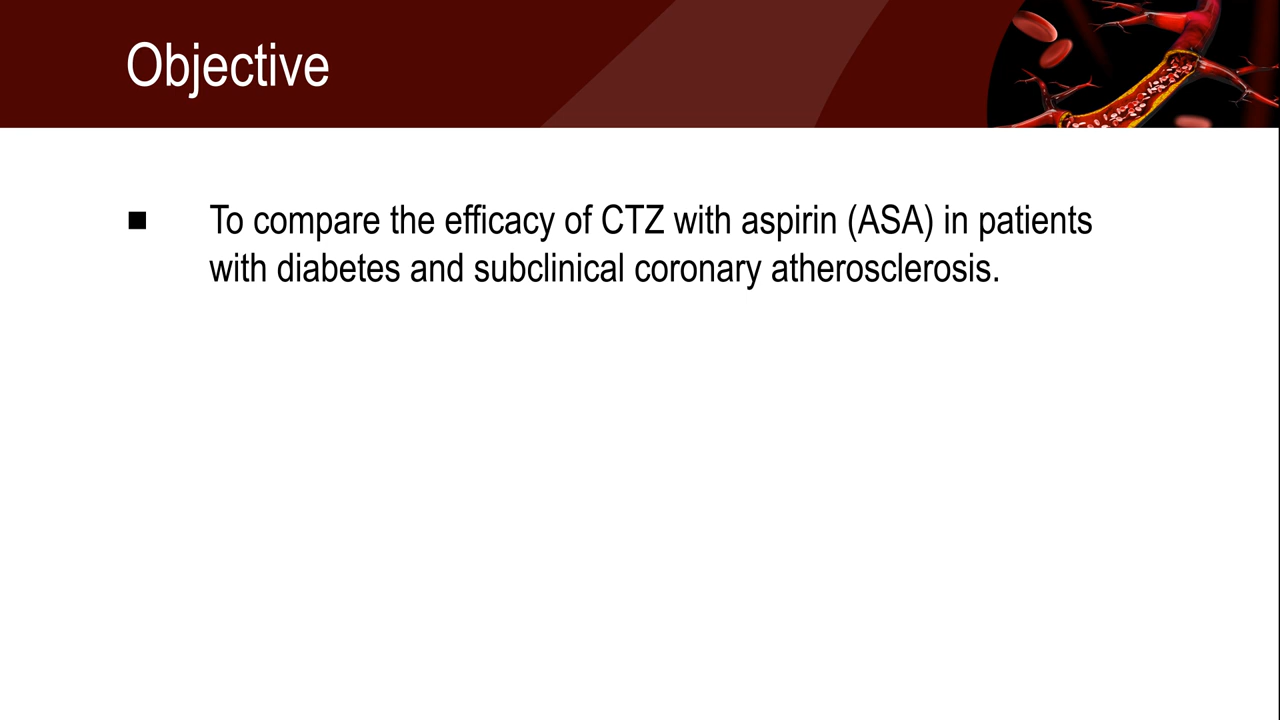 Objective
■ To compare the efficacy of CTZ with aspirin (ASA) in patients
with diabetes and subclinical coronary atherosclerosis.